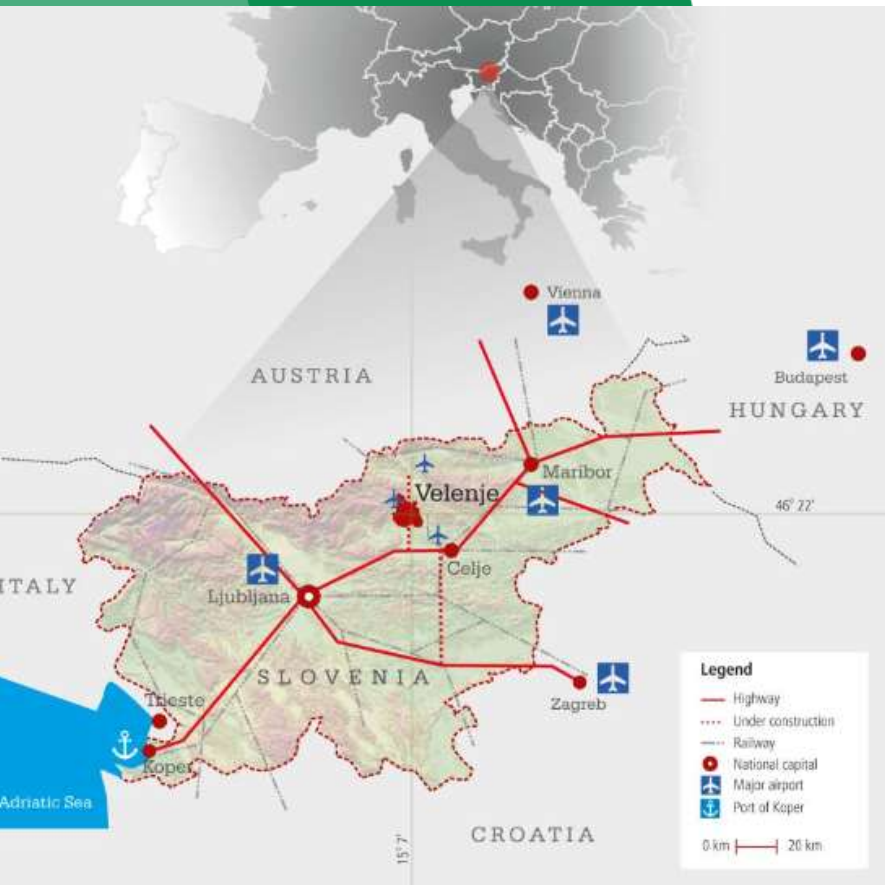 Vienna
Budapest
AUSTRIA
HUNGARY
Maribor
Velenje
46° 22'
Celje
ITALY
Ljubljana
SLOVENIA
Zagreb
Trieste
Koper
Adriatic Sea
CROATIA
15° 7'
Legend
Highway
Under construction
Railway
National capital
Major airport
Port of Koper
0 km 20 km